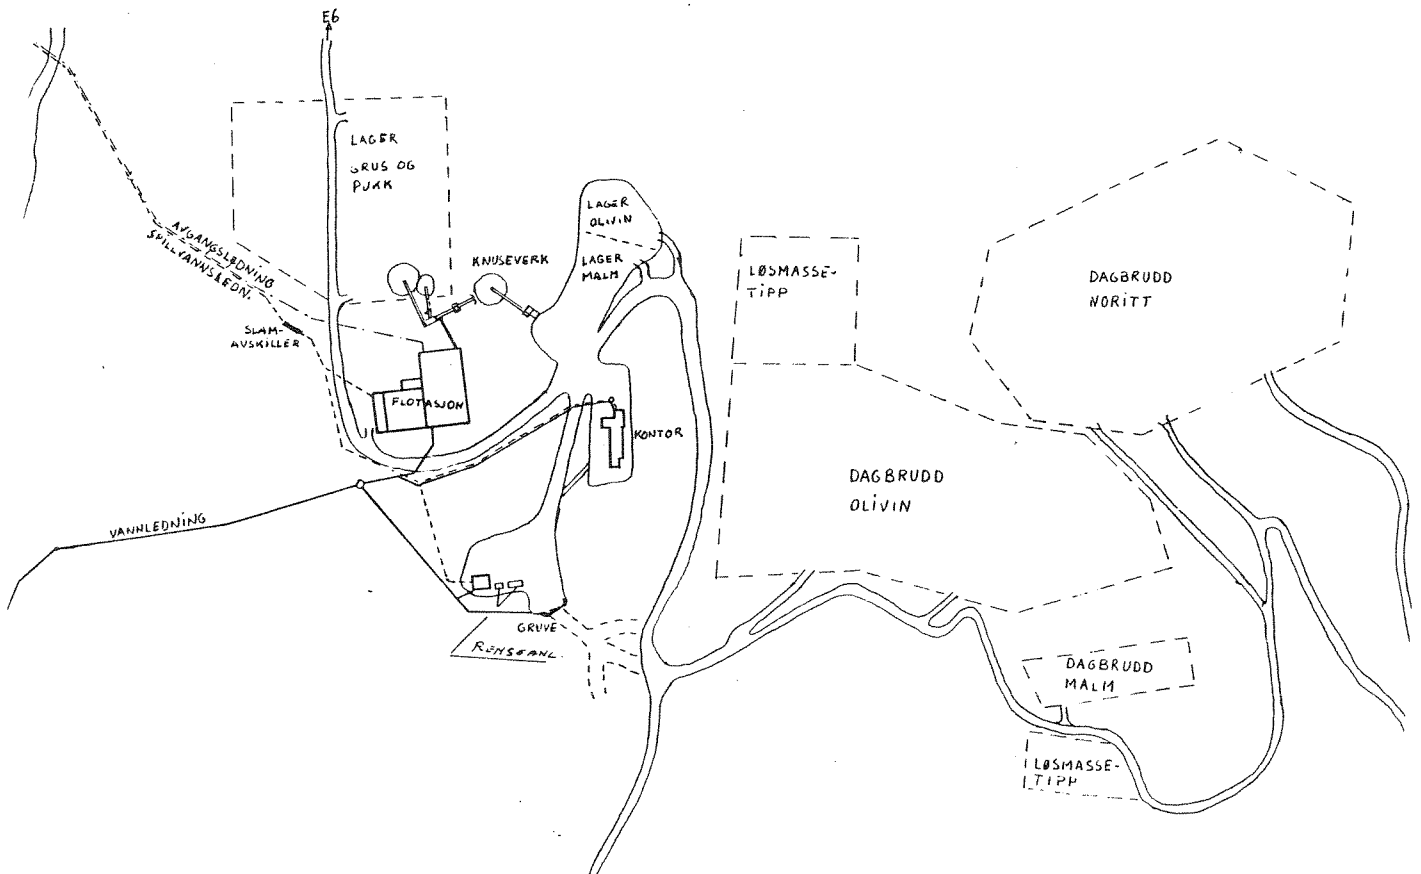 E6
LAGER
GRUS OG
PUKK
AVGANGSLEDNING
SPILLVANNSLEDN.
SLAM-
AVSKILLER
KNUSEVERK
LAGER
OLIVIN
LAGER
MALM
FLOTASJON
KONTOR
VANNLEDNING
GRUVE
RENSEANL.
LØSMASSE-
TIPP
DAGBRUDD
NORITT
DAGBRUDD
OLIVIN
DAGBRUDD
MALM
LØSMASSE-
TIPP